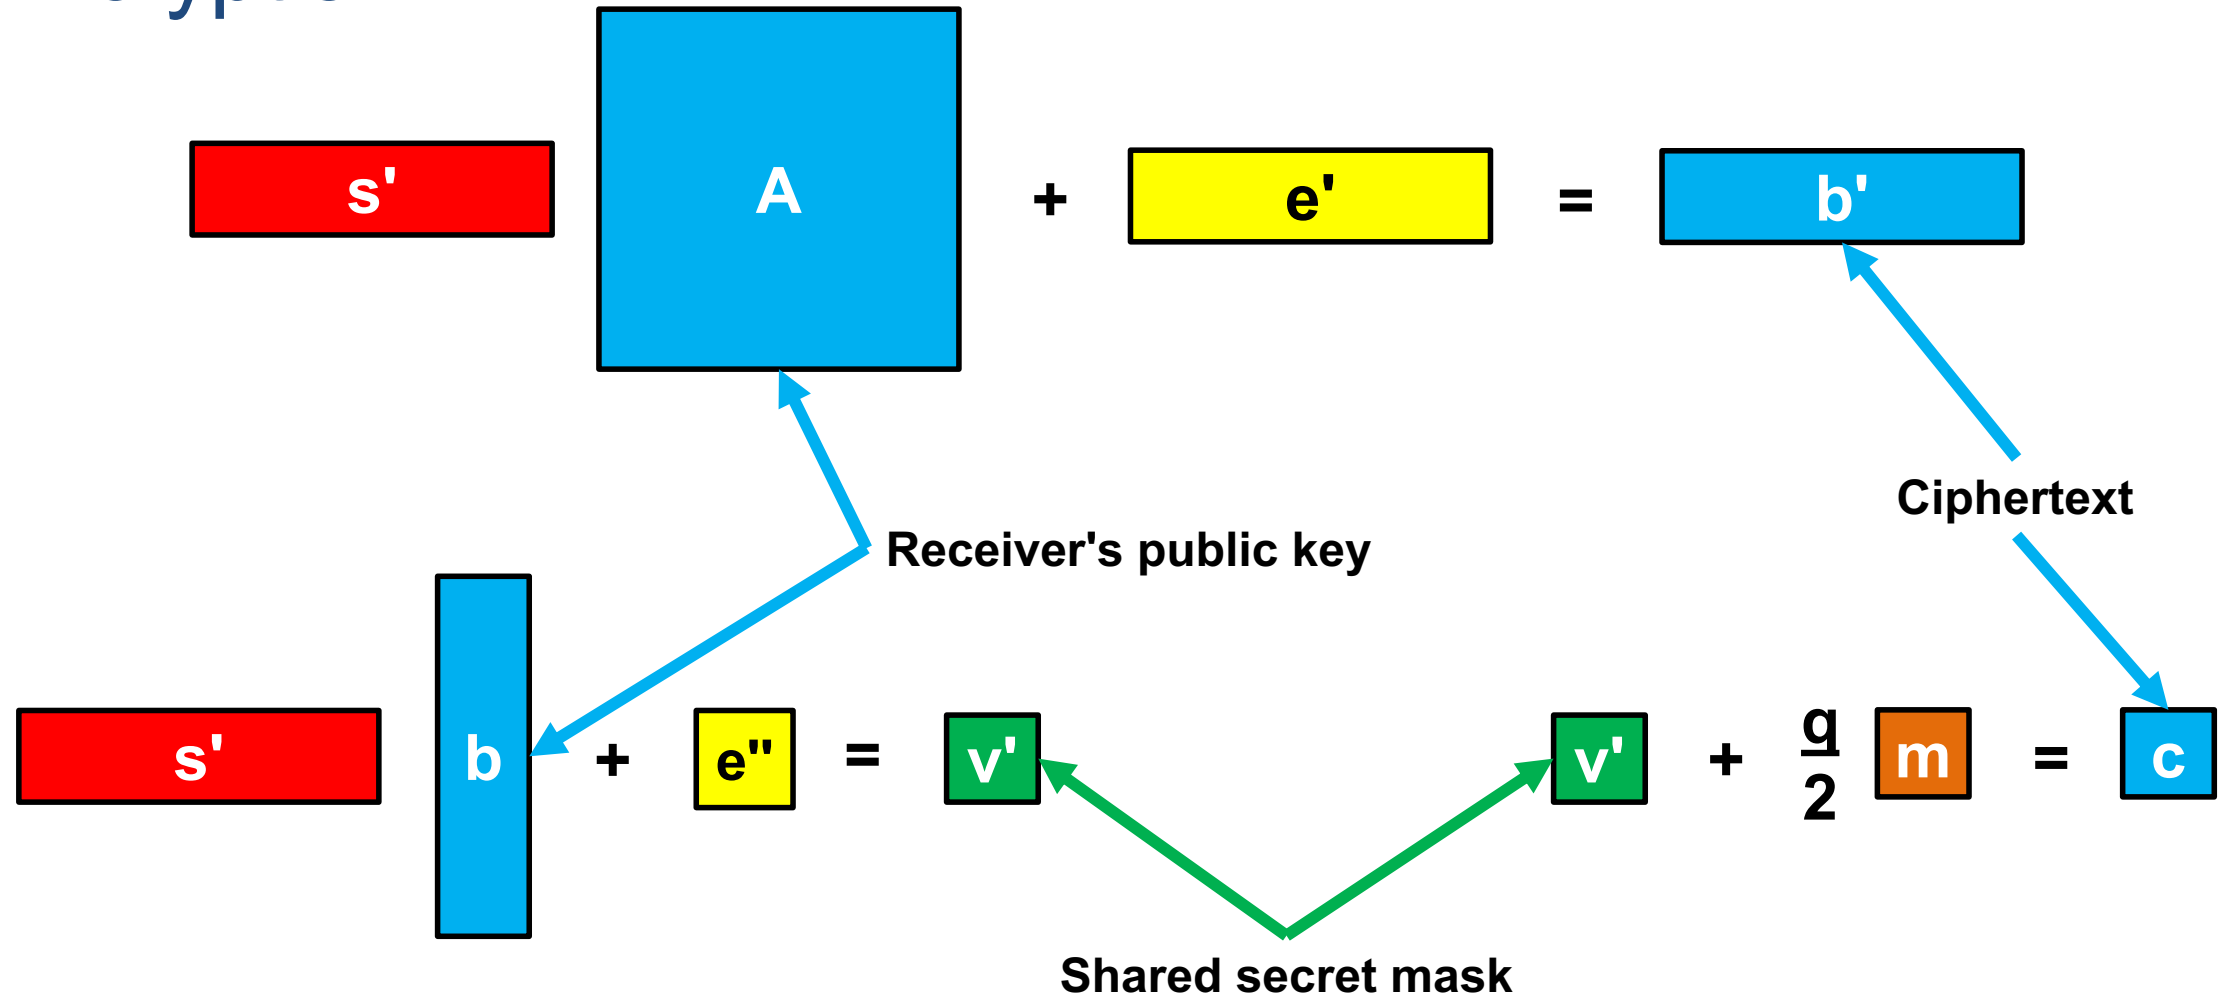 s' A + e' = b'
Ciphertext
Receiver's public key
s' b + e" = v' v' + q/2 m = c
Shared secret mask